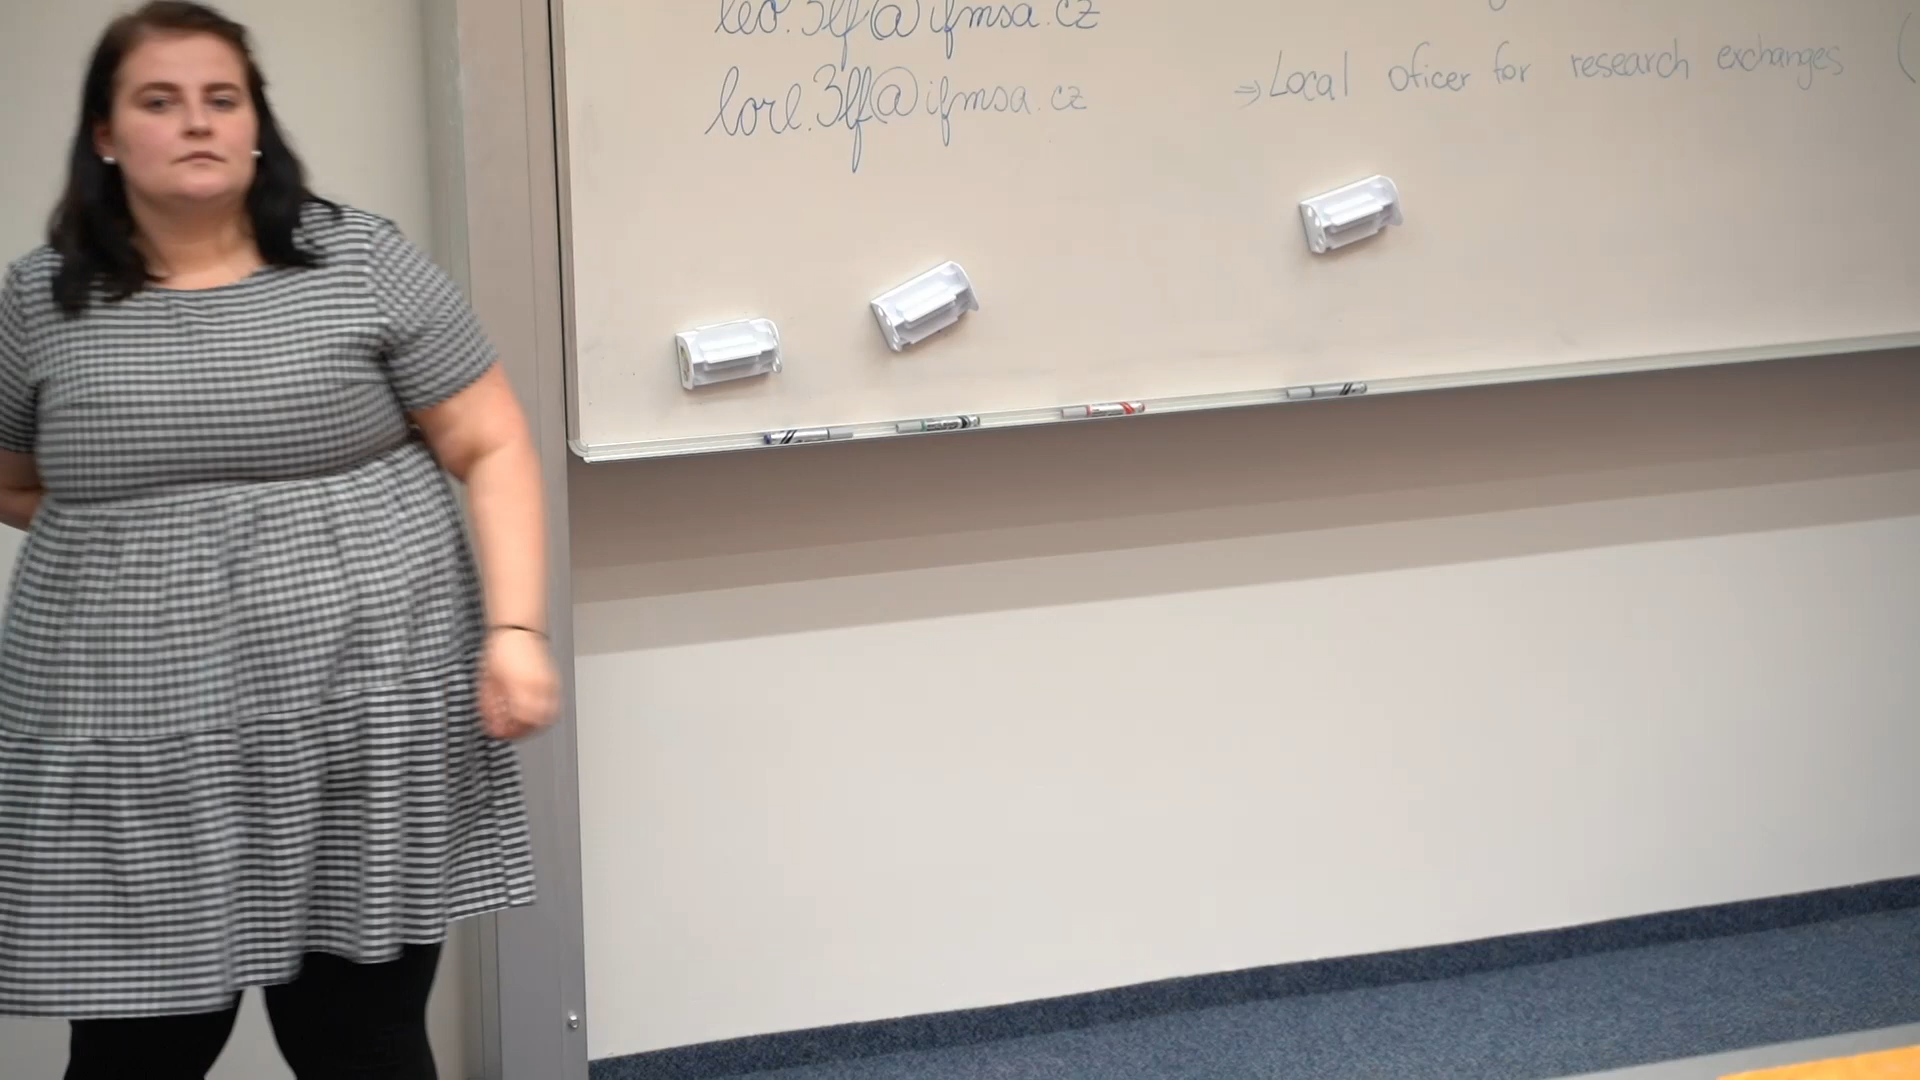 leo.3lf@ifmsa.cz
lore.3lf@ifmsa.cz
⇒ Local oficer for research exchanges (